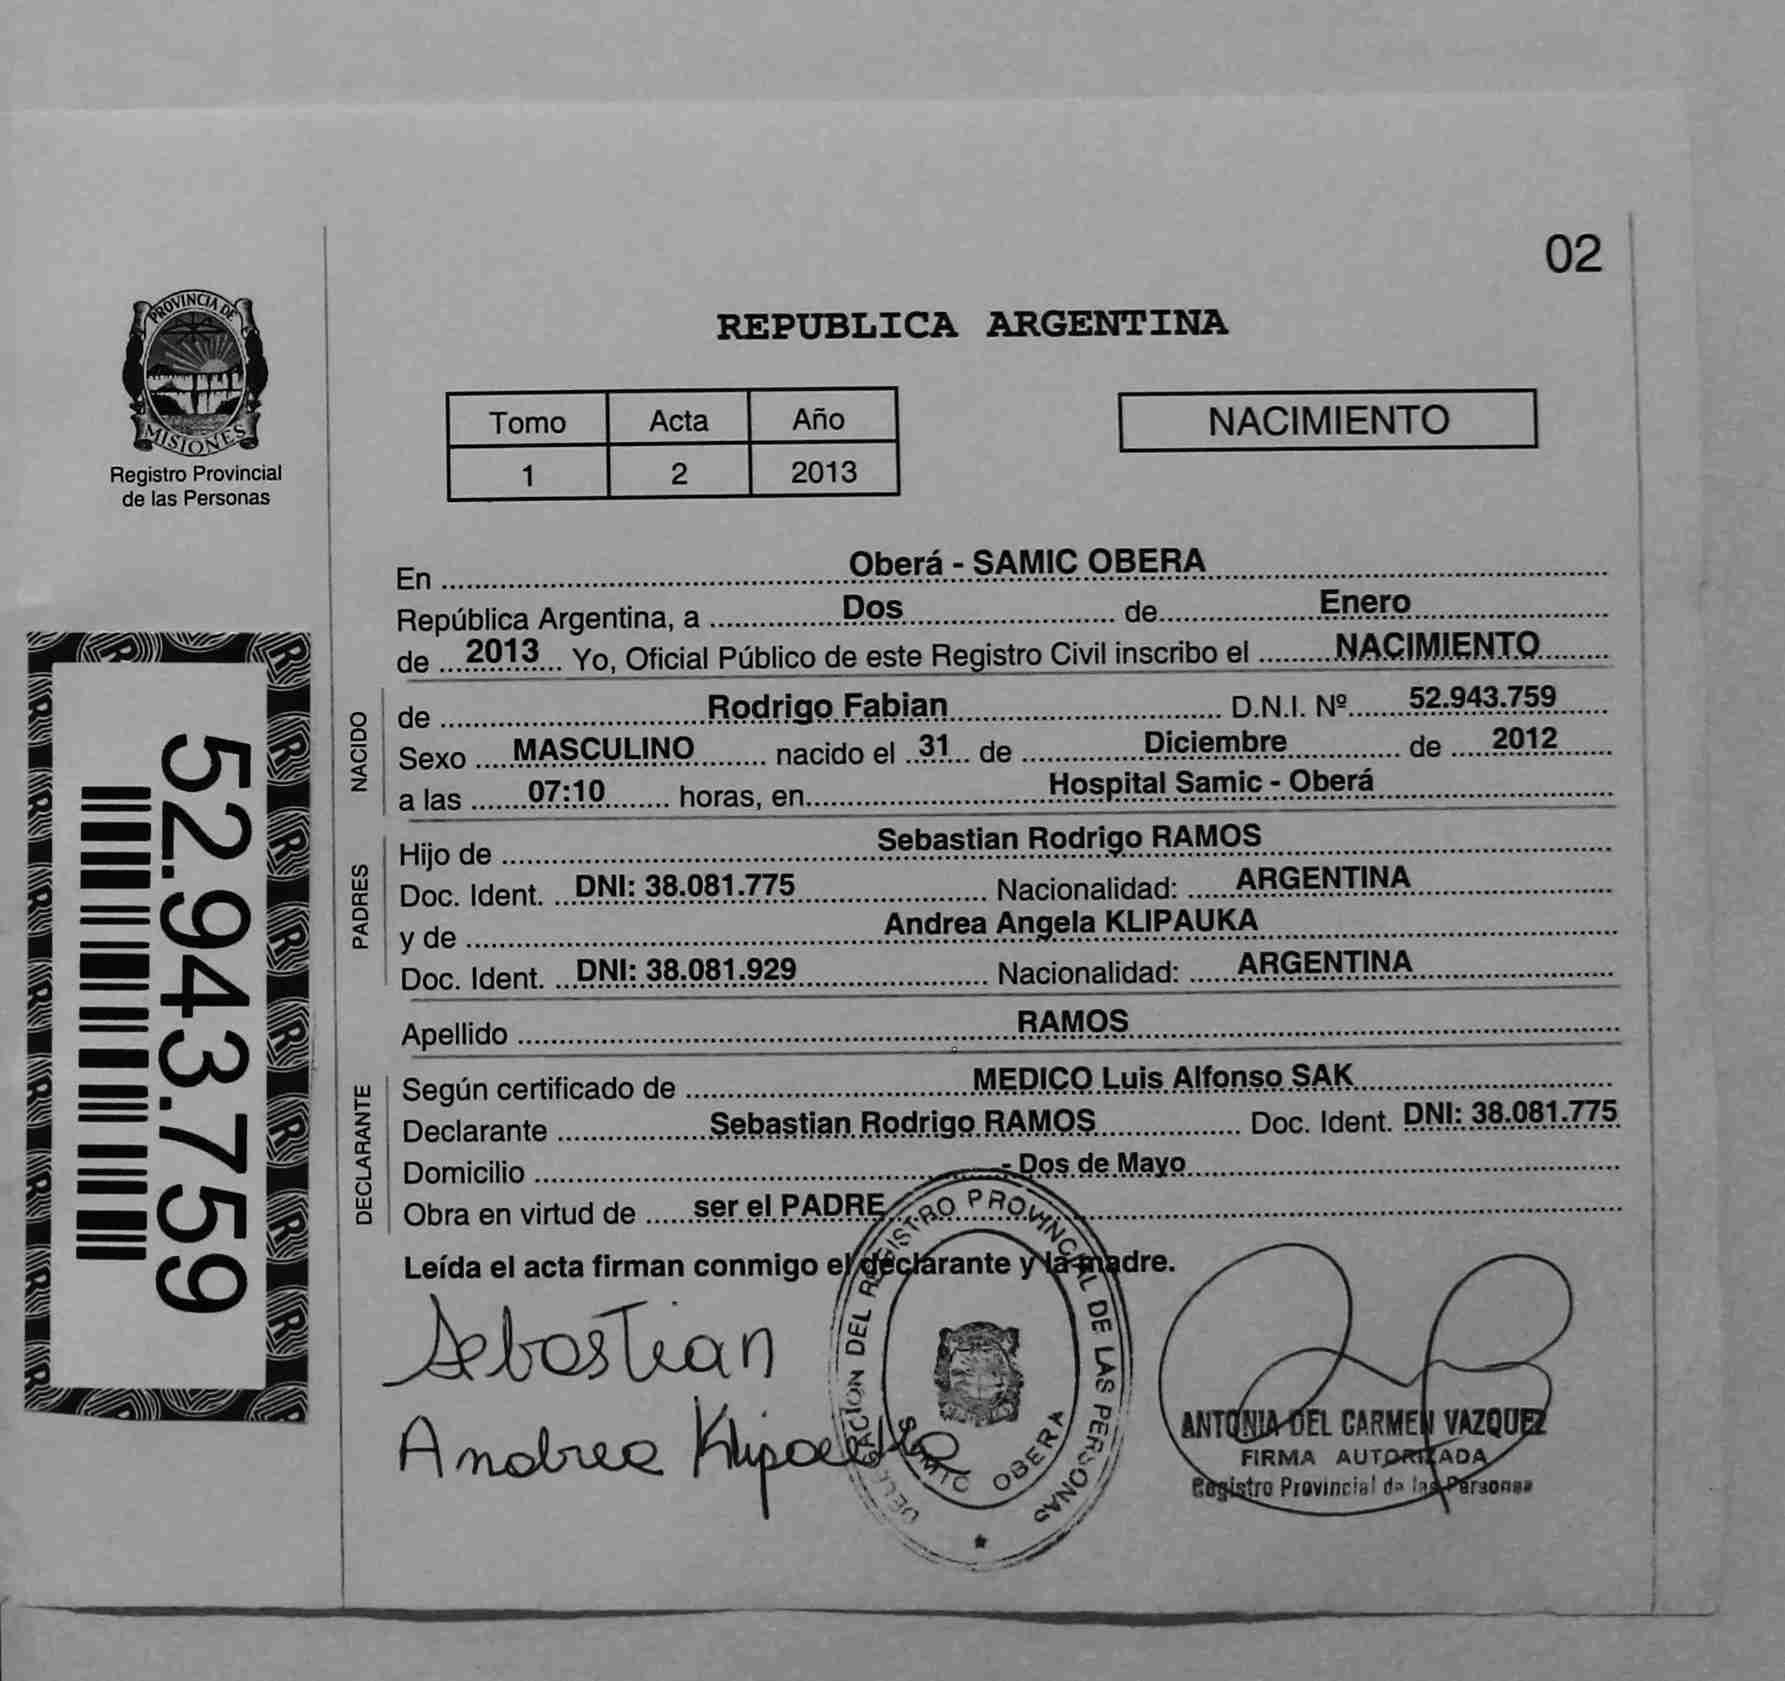 02
PROVINCIA DE
MISIONES
Registro Provincial
de las Personas
REPUBLICA ARGENTINA
Tomo Acta Año
1 2 2013
NACIMIENTO
En Oberá - SAMIC OBERA
República Argentina, a Dos de Enero
de 2013 Yo, Oficial Público de este Registro Civil inscribo el NACIMIENTO
NACIDO
de Rodrigo Fabian D.N.I. Nº 52.943.759
Sexo MASCULINO nacido el 31 de Diciembre de 2012
a las 07:10 horas, en Hospital Samic - Oberá
PADRES
Hijo de Sebastian Rodrigo RAMOS
Doc. Ident. DNI: 38.081.775 Nacionalidad: ARGENTINA
y de Andrea Angela KLIPAUKA
Doc. Ident. DNI: 38.081.929 Nacionalidad: ARGENTINA
Apellido RAMOS
DECLARANTE
Según certificado de MEDICO Luis Alfonso SAK
Declarante Sebastian Rodrigo RAMOS Doc. Ident. DNI: 38.081.775
Domicilio - Dos de Mayo
Obra en virtud de ser el PADRE
Leída el acta firman conmigo el declarante y la madre.
Sebastian
Andrea Klipauka
DELEGACION DEL REGISTRO PROVINCIAL DE LAS PERSONAS
OBERA
ANTONIA DEL CARMEN VAZQUEZ
FIRMA AUTORIZADA
Registro Provincial de las Personas
52.943.759